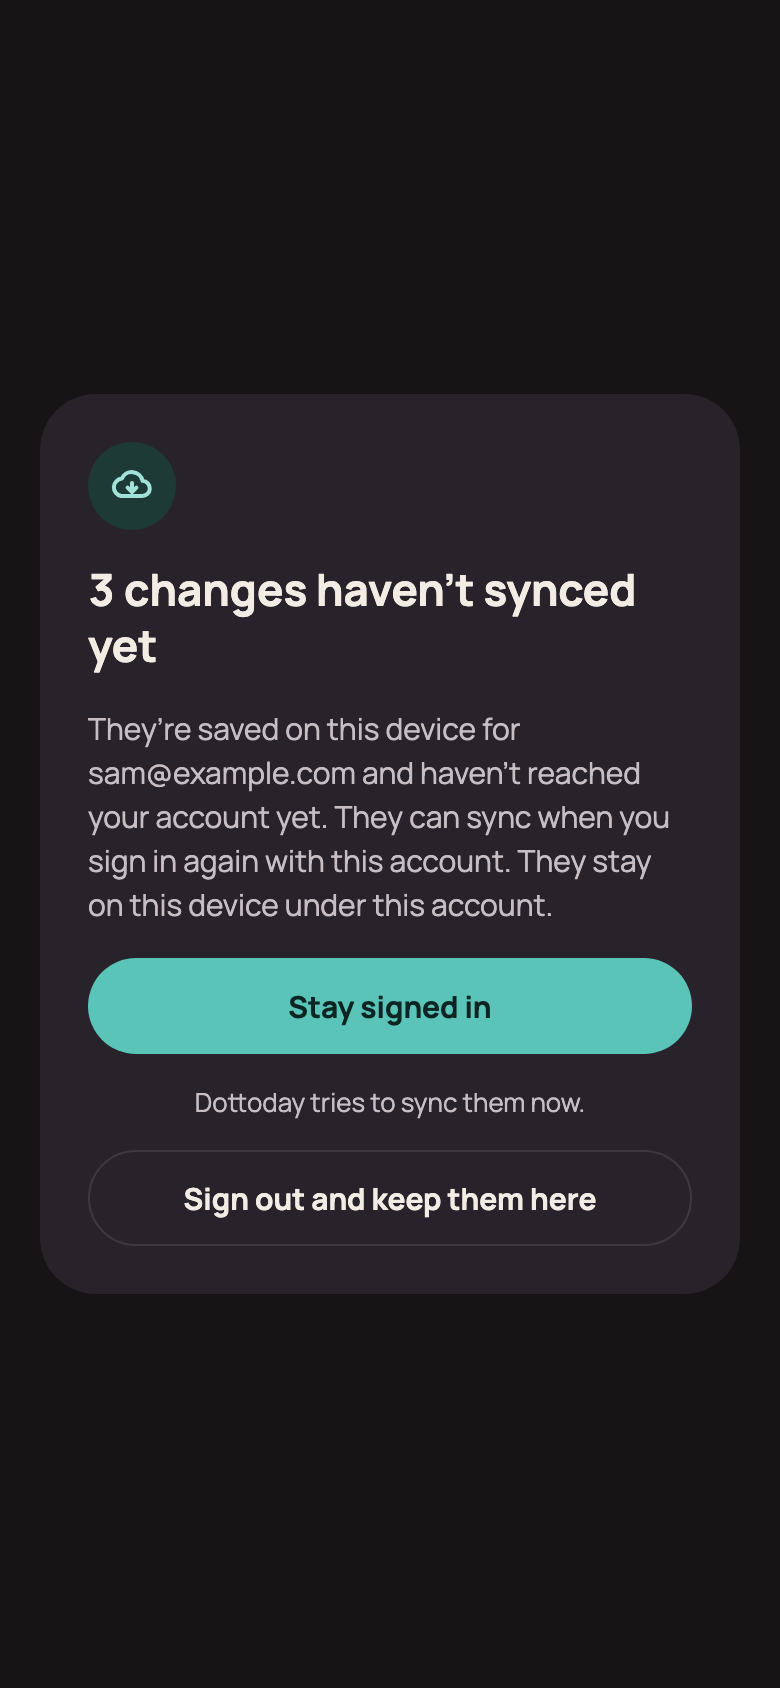 3 changes haven’t synced
yet
They’re saved on this device for
sam@example.com and haven’t reached
your account yet. They can sync when you
sign in again with this account. They stay
on this device under this account.
Stay signed in
Dottoday tries to sync them now.
Sign out and keep them here